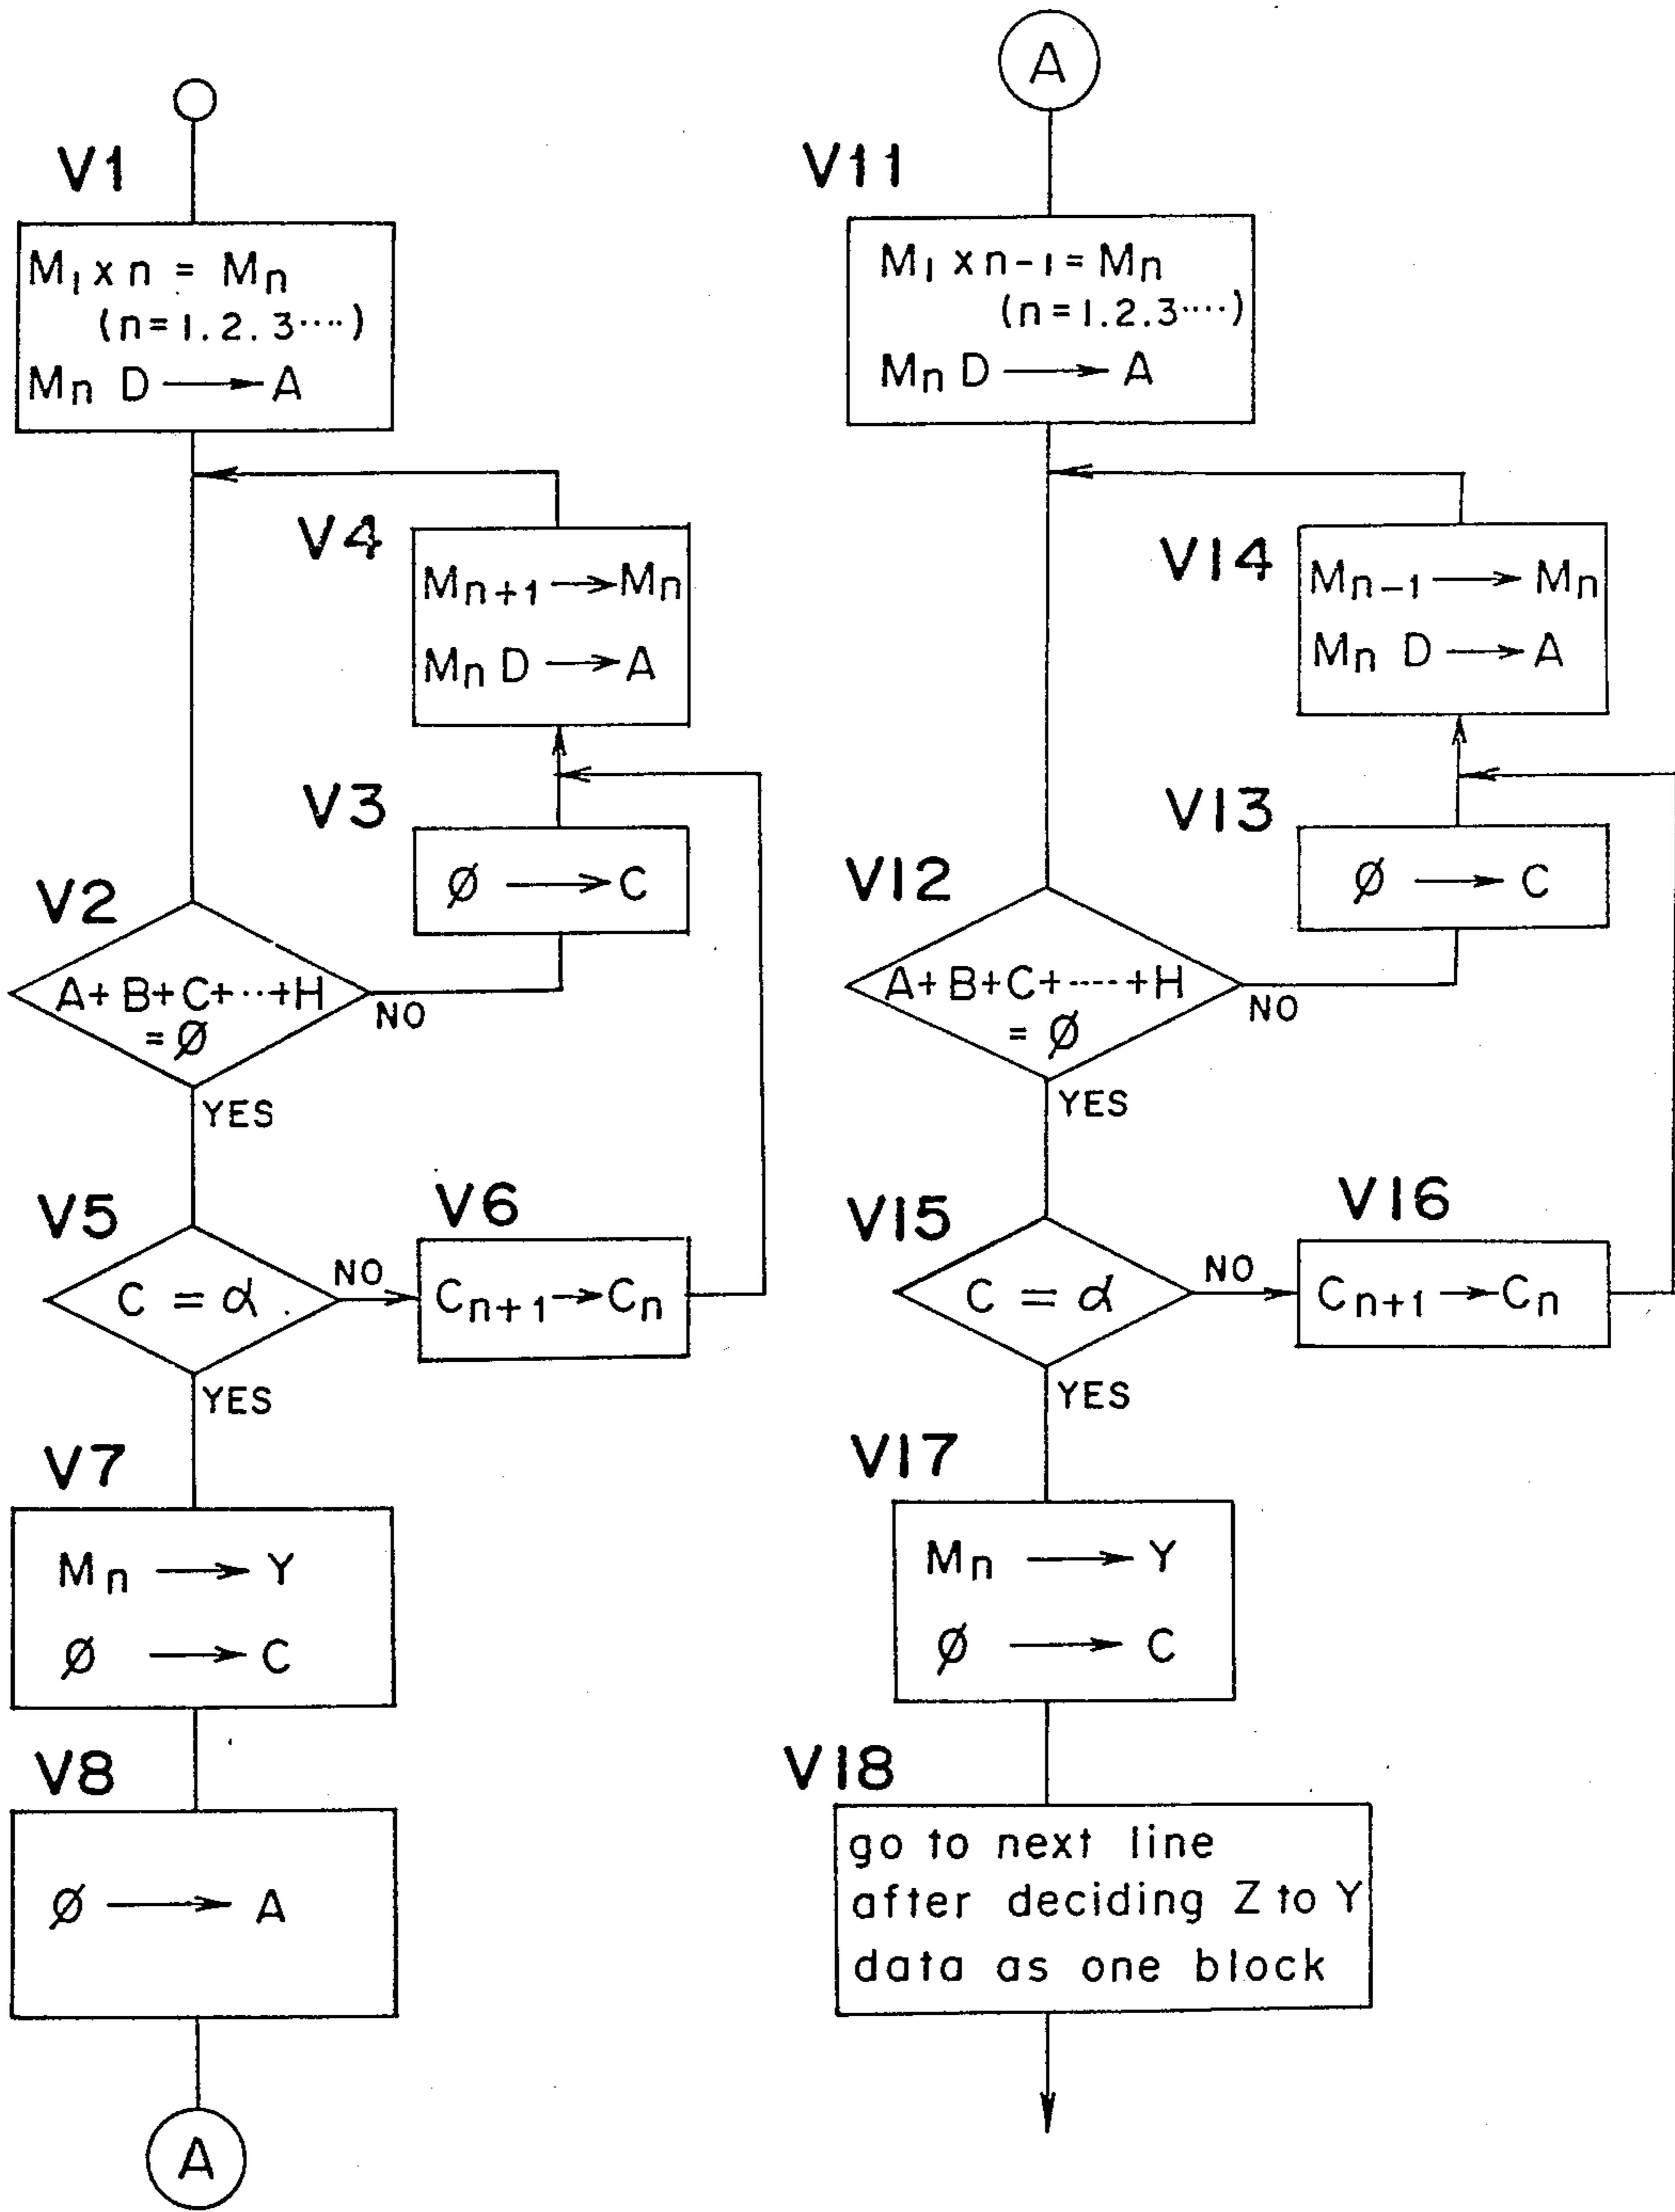 V1
M₁ x n = Mn
(n=1.2.3····)
Mn D ⟶ A
V4
Mn+1 ⟶ Mn
Mn D ⟶ A
V3
Ø ⟶ C
V2
A+B+C+··+H
=Ø
NO
YES
V5
C = α
NO
V6
Cn+1 ⟶ Cn
YES
V7
Mn ⟶ Y
Ø ⟶ C
V8
Ø ⟶ A
A
A
V11
M₁ x n-1 = Mn
(n=1.2.3····)
Mn D ⟶ A
V14
Mn-1 ⟶ Mn
Mn D ⟶ A
V13
Ø ⟶ C
V12
A+B+C+----+H
=Ø
NO
YES
V15
C = α
NO
V16
Cn+1 ⟶ Cn
YES
V17
Mn ⟶ Y
Ø ⟶ C
V18
go to next line
after deciding Z to Y
data as one block